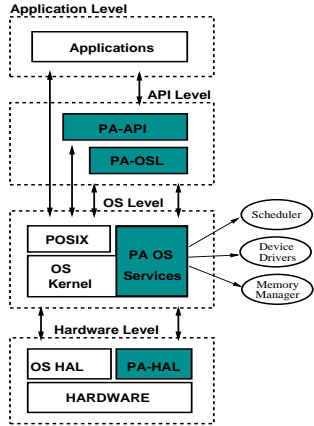 Application Level
Applications
API Level
PA-API
PA-OSL
OS Level
POSIX
OS
Kernel
PA OS
Services
Scheduler
Device
Drivers
Memory
Manager
Hardware Level
OS HAL
PA-HAL
HARDWARE